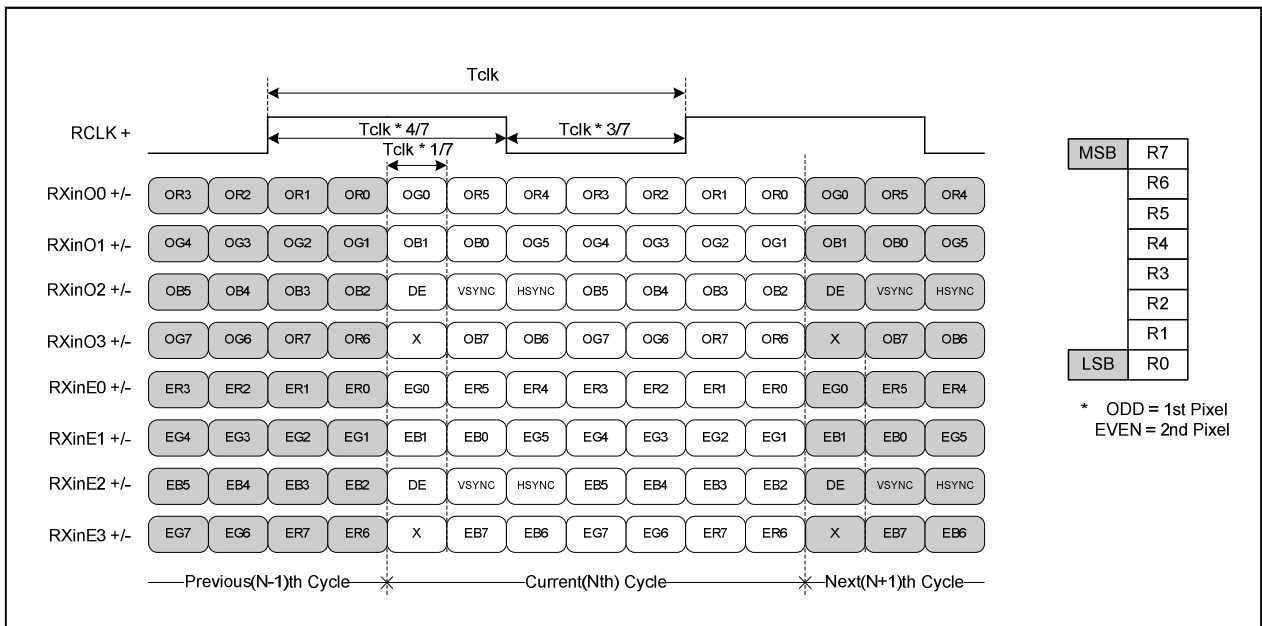 Tclk
RCLK +
Tclk * 4/7 Tclk * 3/7
Tclk * 1/7
RXinO0 +/- OR3 OR2 OR1 OR0 OG0 OR5 OR4 OR3 OR2 OR1 OR0 OG0 OR5 OR4
RXinO1 +/- OG4 OG3 OG2 OG1 OB1 OB0 OG5 OG4 OG3 OG2 OG1 OB1 OB0 OG5
RXinO2 +/- OB5 OB4 OB3 OB2 DE VSYNC HSYNC OB5 OB4 OB3 OB2 DE VSYNC HSYNC
RXinO3 +/- OG7 OG6 OR7 OR6 X OB7 OB6 OG7 OG6 OR7 OR6 X OB7 OB6
RXinE0 +/- ER3 ER2 ER1 ER0 EG0 ER5 ER4 ER3 ER2 ER1 ER0 EG0 ER5 ER4
RXinE1 +/- EG4 EG3 EG2 EG1 EB1 EB0 EG5 EG4 EG3 EG2 EG1 EB1 EB0 EG5
RXinE2 +/- EB5 EB4 EB3 EB2 DE VSYNC HSYNC EB5 EB4 EB3 EB2 DE VSYNC HSYNC
RXinE3 +/- EG7 EG6 ER7 ER6 X EB7 EB6 EG7 EG6 ER7 ER6 X EB7 EB6
Previous(N-1)th Cycle Current(Nth) Cycle Next(N+1)th Cycle
MSB R7
R6
R5
R4
R3
R2
R1
LSB R0
* ODD = 1st Pixel
EVEN = 2nd Pixel